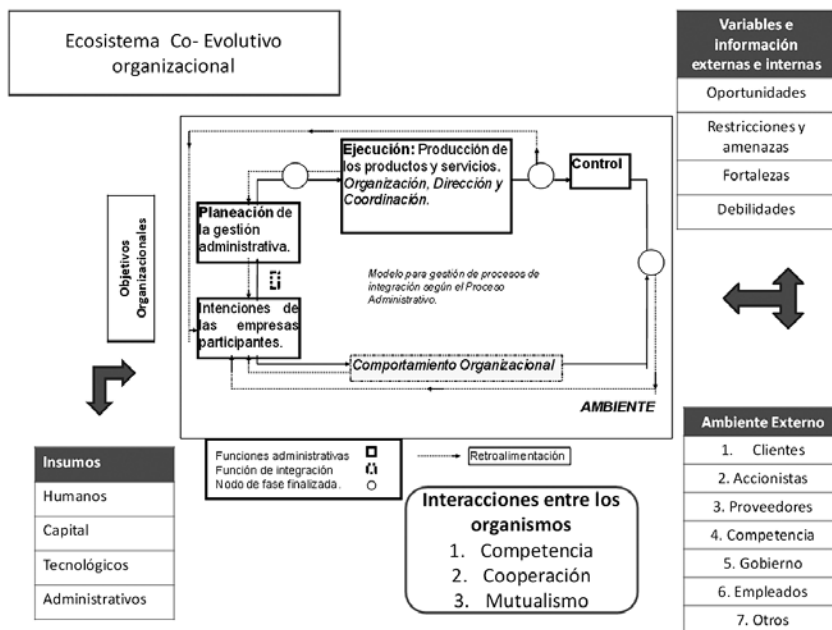 Ecosistema Co- Evolutivo
organizacional
Variables e
información
externas e internas
Oportunidades
Restricciones y
amenazas
Fortalezas
Debilidades
Ejecución: Producción de
los productos y servicios.
Organización, Dirección y
Coordinación.
Control
Planeación de
la gestión
administrativa.
Objetivos
Organizacionales
Modelo para gestión de procesos de
integración según el Proceso
Administrativo.
Intenciones de
las empresas
participantes.
Comportamiento Organizacional
AMBIENTE
Insumos
Humanos
Capital
Tecnológicos
Administrativos
Funciones administrativas
Función de integración
Nodo de fase finalizada.
Retroalimentación
Interacciones entre los
organismos
1. Competencia
2. Cooperación
3. Mutualismo
Ambiente Externo
1. Clientes
2. Accionistas
3. Proveedores
4. Competencia
5. Gobierno
6. Empleados
7. Otros